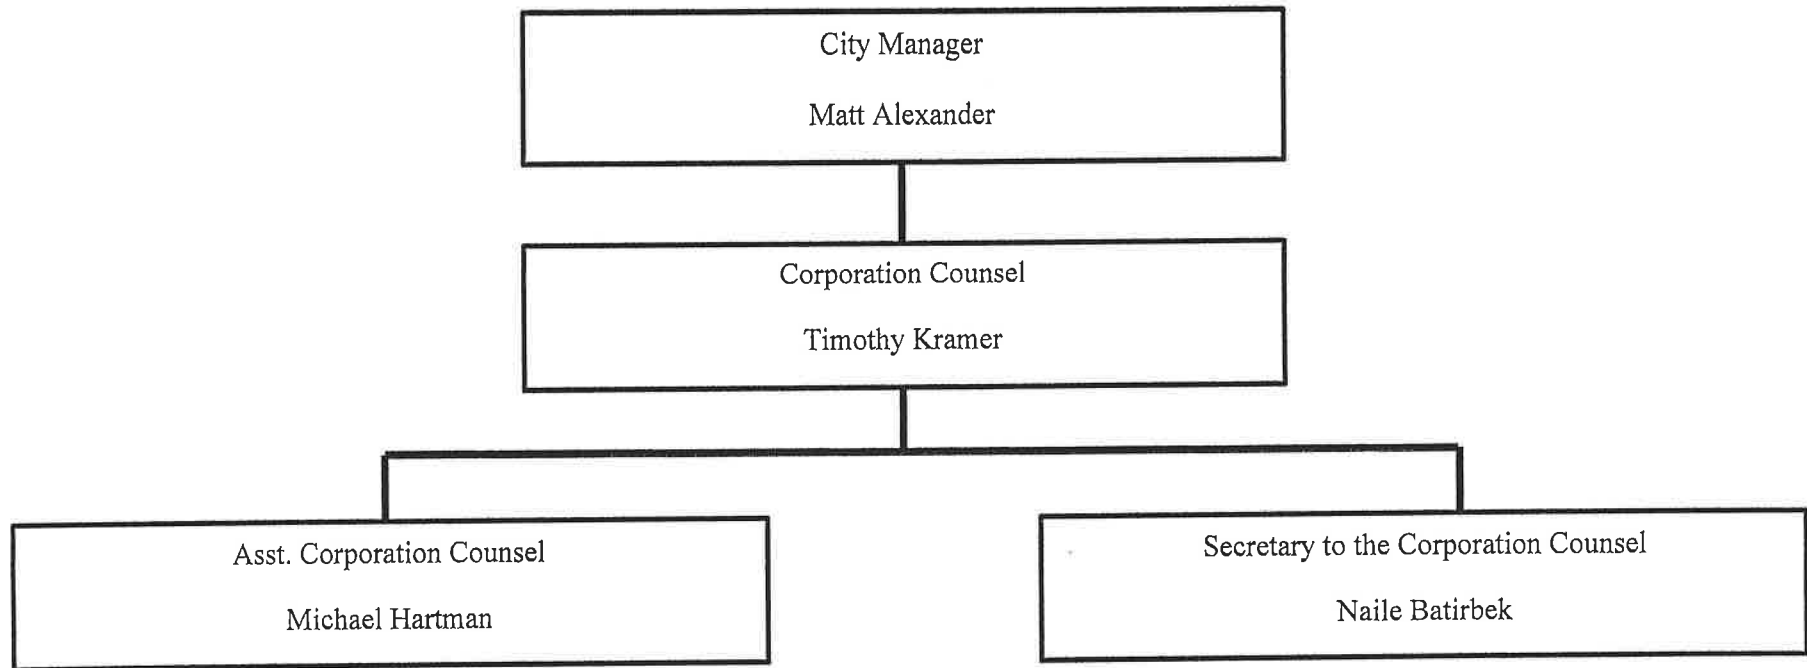 City Manager
Matt Alexander
Corporation Counsel
Timothy Kramer
Asst. Corporation Counsel
Michael Hartman
Secretary to the Corporation Counsel
Naile Batirbek